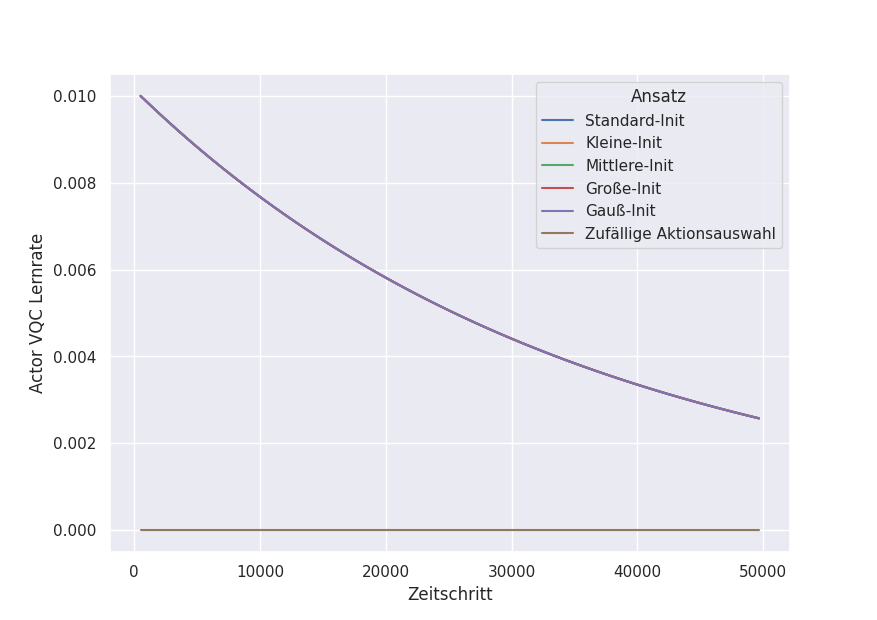 Ansatz
Standard-Init
Kleine-Init
Mittlere-Init
Große-Init
Gauß-Init
Zufällige Aktionsauswahl
Actor VQC Lernrate
0.010
0.008
0.006
0.004
0.002
0.000
0
10000
20000
30000
40000
50000
Zeitschritt